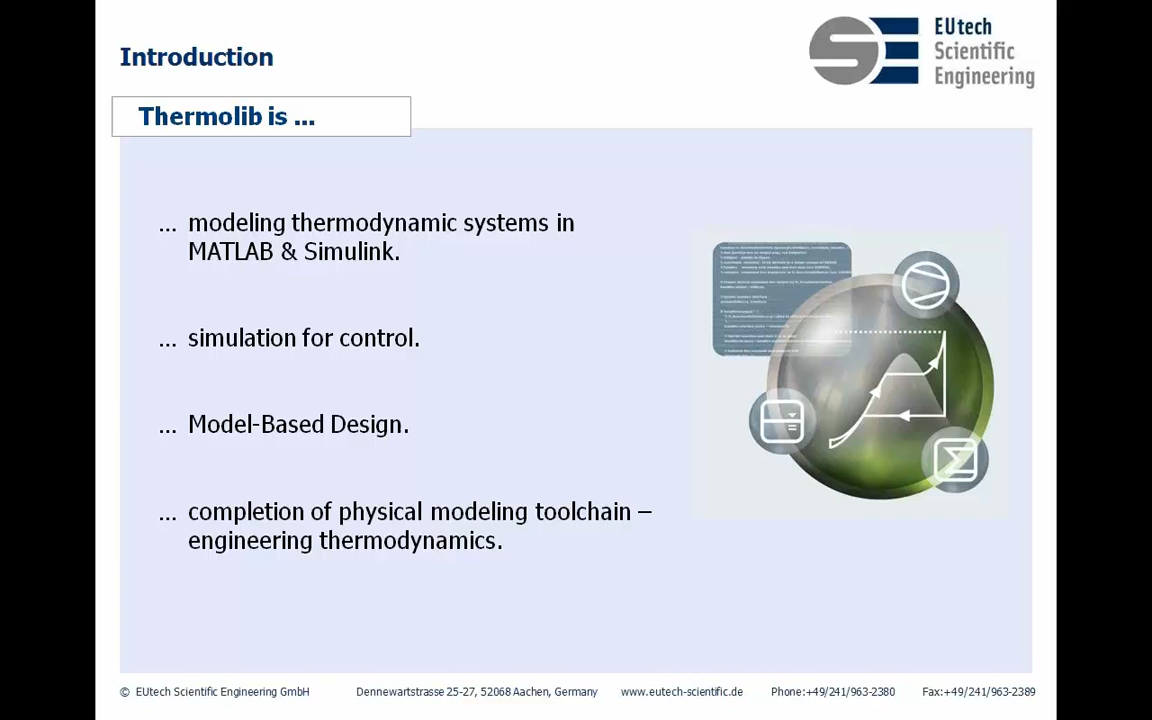 Introduction
EUtech
Scientific
Engineering
Thermolib is ...
... modeling thermodynamic systems in
MATLAB & Simulink.
... simulation for control.
... Model-Based Design.
... completion of physical modeling toolchain –
engineering thermodynamics.
© EUtech Scientific Engineering GmbH Dennewartstrasse 25-27, 52068 Aachen, Germany www.eutech-scientific.de Phone:+49/241/963-2380 Fax:+49/241/963-2389